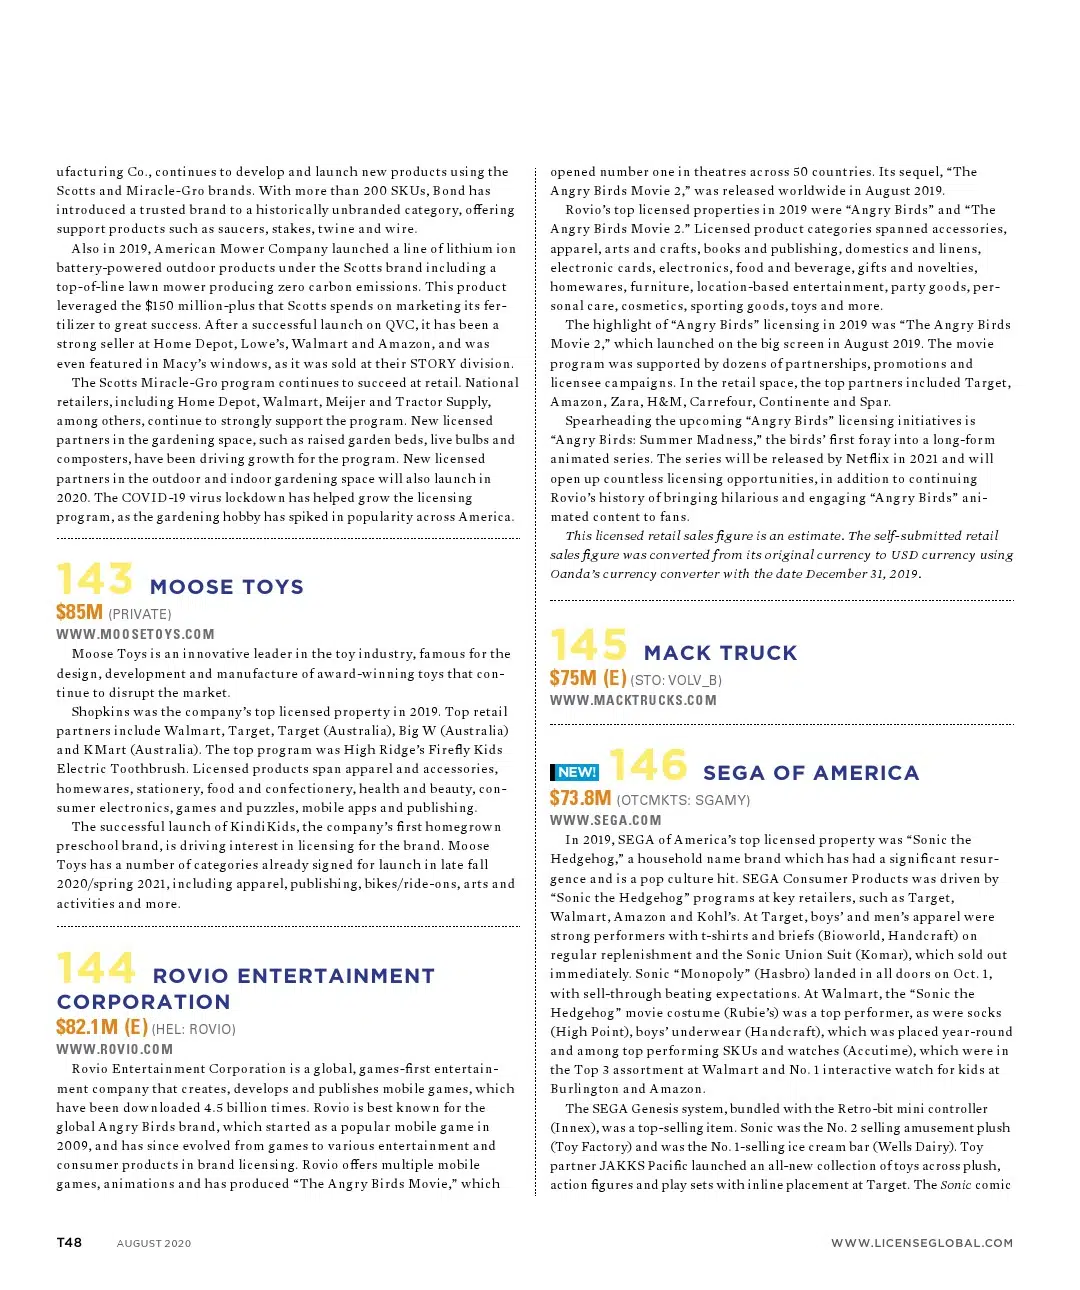 ufacturing Co., continues to develop and launch new products using the
Scotts and Miracle-Gro brands. With more than 200 SKUs, Bond has
introduced a trusted brand to a historically unbranded category, offering
support products such as saucers, stakes, twine and wire.
Also in 2019, American Mower Company launched a line of lithium ion
battery-powered outdoor products under the Scotts brand including a
top-of-line lawn mower producing zero carbon emissions. This product
leveraged the $150 million-plus that Scotts spends on marketing its fer-
tilizer to great success. After a successful launch on QVC, it has been a
strong seller at Home Depot, Lowe's, Walmart and Amazon, and was
even featured in Macy's windows, as it was sold at their STORY division.
The Scotts Miracle-Gro program continues to succeed at retail. National
retailers, including Home Depot, Walmart, Meijer and Tractor Supply,
among others, continue to strongly support the program. New licensed
partners in the gardening space, such as raised garden beds, live bulbs and
composters, have been driving growth for the program. New licensed
partners in the outdoor and indoor gardening space will also launch in
2020. The COVID-19 virus lockdown has helped grow the licensing
program, as the gardening hobby has spiked in popularity across America.
143 MOOSE TOYS
$85M (PRIVATE)
WWW.MOOSETOYS.COM
Moose Toys is an innovative leader in the toy industry, famous for the
design, development and manufacture of award-winning toys that con-
tinue to disrupt the market.
Shopkins was the company's top licensed property in 2019. Top retail
partners include Walmart, Target, Target (Australia), Big W (Australia)
and KMart (Australia). The top program was High Ridge's Firefly Kids
Electric Toothbrush. Licensed products span apparel and accessories,
homewares, stationery, food and confectionery, health and beauty, con-
sumer electronics, games and puzzles, mobile apps and publishing.
The successful launch of KindiKids, the company's first homegrown
preschool brand, is driving interest in licensing for the brand. Moose
Toys has a number of categories already signed for launch in late fall
2020/spring 2021, including apparel, publishing, bikes/ride-ons, arts and
activities and more.
144 ROVIO ENTERTAINMENT
CORPORATION
$82.1M (E) (HEL: ROVIO)
WWW.ROVIO.COM
Rovio Entertainment Corporation is a global, games-first entertain-
ment company that creates, develops and publishes mobile games, which
have been downloaded 4.5 billion times. Rovio is best known for the
global Angry Birds brand, which started as a popular mobile game in
2009, and has since evolved from games to various entertainment and
consumer products in brand licensing. Rovio offers multiple mobile
games, animations and has produced “The Angry Birds Movie,” which
opened number one in theatres across 50 countries. Its sequel, “The
Angry Birds Movie 2,” was released worldwide in August 2019.
Rovio's top licensed properties in 2019 were “Angry Birds” and “The
Angry Birds Movie 2.” Licensed product categories spanned accessories,
apparel, arts and crafts, books and publishing, domestics and linens,
electronic cards, electronics, food and beverage, gifts and novelties,
homewares, furniture, location-based entertainment, party goods, per-
sonal care, cosmetics, sporting goods, toys and more.
The highlight of “Angry Birds” licensing in 2019 was “The Angry Birds
Movie 2,” which launched on the big screen in August 2019. The movie
program was supported by dozens of partnerships, promotions and
licensee campaigns. In the retail space, the top partners included Target,
Amazon, Zara, H&M, Carrefour, Continente and Spar.
Spearheading the upcoming “Angry Birds” licensing initiatives is
“Angry Birds: Summer Madness,” the birds' first foray into a long-form
animated series. The series will be released by Netflix in 2021 and will
open up countless licensing opportunities, in addition to continuing
Rovio's history of bringing hilarious and engaging “Angry Birds” ani-
mated content to fans.
This licensed retail sales figure is an estimate. The self-submitted retail
sales figure was converted from its original currency to USD currency using
Oanda's currency converter with the date December 31, 2019.
145 MACK TRUCK
$75M (E) (STO: VOLV_B)
WWW.MACKTRUCKS.COM
NEW! 146 SEGA OF AMERICA
$73.8M (OTCMKTS: SGAMY)
WWW.SEGA.COM
In 2019, SEGA of America's top licensed property was “Sonic the
Hedgehog,” a household name brand which has had a significant resur-
gence and is a pop culture hit. SEGA Consumer Products was driven by
“Sonic the Hedgehog” programs at key retailers, such as Target,
Walmart, Amazon and Kohl's. At Target, boys' and men's apparel were
strong performers with t-shirts and briefs (Bioworld, Handcraft) on
regular replenishment and the Sonic Union Suit (Komar), which sold out
immediately. Sonic “Monopoly” (Hasbro) landed in all doors on Oct. 1,
with sell-through beating expectations. At Walmart, the “Sonic the
Hedgehog” movie costume (Rubie's) was a top performer, as were socks
(High Point), boys' underwear (Handcraft), which was placed year-round
and among top performing SKUs and watches (Accutime), which were in
the Top 3 assortment at Walmart and No. 1 interactive watch for kids at
Burlington and Amazon.
The SEGA Genesis system, bundled with the Retro-bit mini controller
(Innex), was a top-selling item. Sonic was the No. 2 selling amusement plush
(Toy Factory) and was the No. 1-selling ice cream bar (Wells Dairy). Toy
partner JAKKS Pacific launched an all-new collection of toys across plush,
action figures and play sets with inline placement at Target. The Sonic comic
T48 AUGUST 2020 WWW.LICENSEGLOBAL.COM